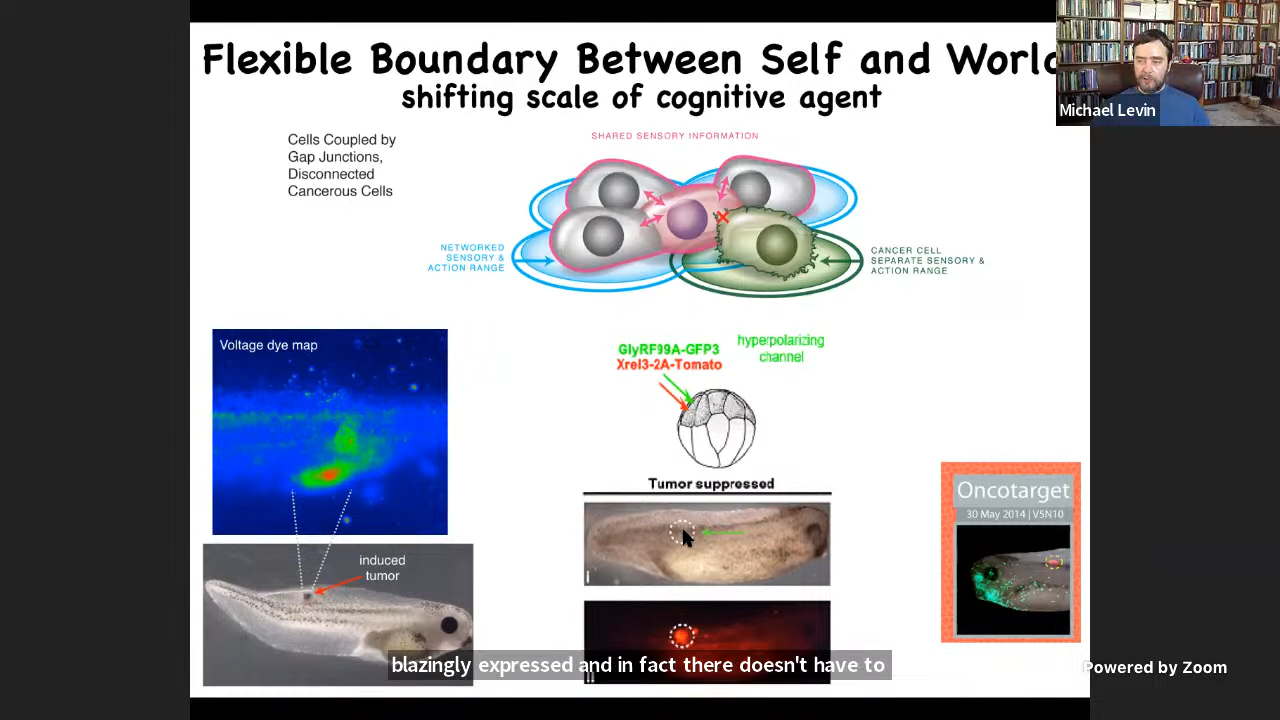 Flexible Boundary Between Self and World
shifting scale of cognitive agent
Michael Levin
Cells Coupled by
Gap Junctions,
Disconnected
Cancerous Cells
SHARED SENSORY INFORMATION
NETWORKED
SENSORY &
ACTION RANGE
CANCER CELL
SEPARATE SENSORY &
ACTION RANGE
Voltage dye map
induced
tumor
GlyRF99A-GFP3
Xrel3-2A-Tomato
hyperpolarizing
channel
Tumor suppressed
i
ii
Oncotarget
30 May 2014 | V5N10
blazingly expressed and in fact there doesn't have to
Powered by Zoom